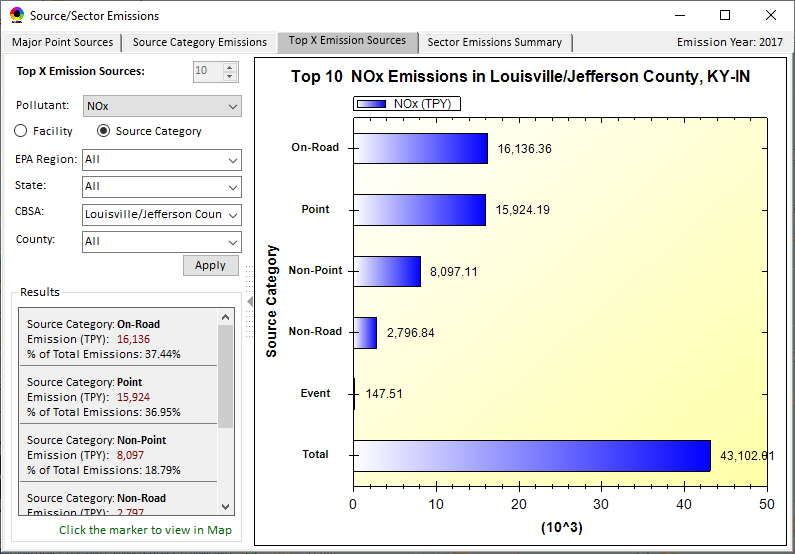 Source/Sector Emissions
Major Point Sources
Source Category Emissions
Top X Emission Sources
Sector Emissions Summary
Emission Year: 2017
Top X Emission Sources:
10
Pollutant:
NOx
Facility
Source Category
EPA Region:
All
State:
All
CBSA:
Louisville/Jefferson Coun
County:
All
Apply
Results
Source Category: On-Road
Emission (TPY): 16,136
% of Total Emissions: 37.44%
Source Category: Point
Emission (TPY): 15,924
% of Total Emissions: 36.95%
Source Category: Non-Point
Emission (TPY): 8,097
% of Total Emissions: 18.79%
Source Category: Non-Road
Emission (TPY): 2,797
Click the marker to view in Map
Top 10 NOx Emissions in Louisville/Jefferson County, KY-IN
NOx (TPY)
Source Category
On-Road
16,136.36
Point
15,924.19
Non-Point
8,097.11
Non-Road
2,796.84
Event
147.51
Total
43,102.01
0
10
20
30
40
50
(10^3)